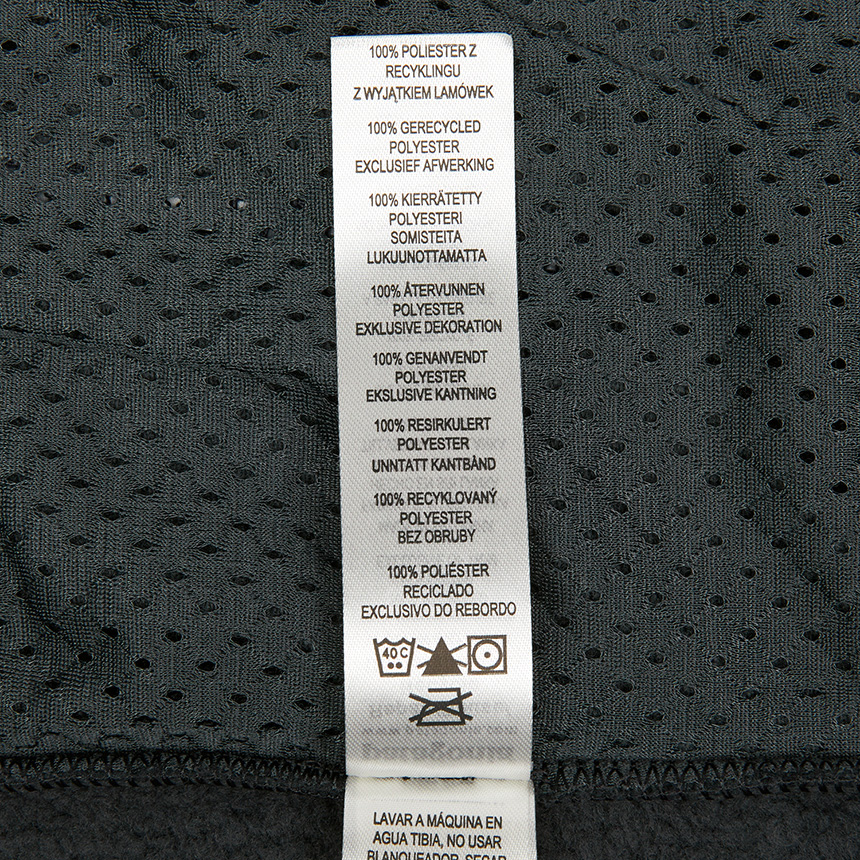 100% POLIESTER Z
RECYKLINGU
Z WYJĄTKIEM LAMÓWEK
100% GERECYCLED
POLYESTER
EXCLUSIEF AFWERKING
100% KIERRÄTETTY
POLYESTERI
SOMISTEITA
LUKUUNOTTAMATTA
100% ÅTERVUNNEN
POLYESTER
EXKLUSIVE DEKORATION
100% GENANVENDT
POLYESTER
EKSLUSIVE KANTNING
100% RESIRKULERT
POLYESTER
UNNTATT KANTBÅND
100% RECYKLOVANÝ
POLYESTER
BEZ OBRUBY
100% POLIÉSTER
RECICLADO
EXCLUSIVO DO REBORDO
40 C
LAVAR A MÁQUINA EN
AGUA TIBIA, NO USAR
BLANQUEADOR, SECAR